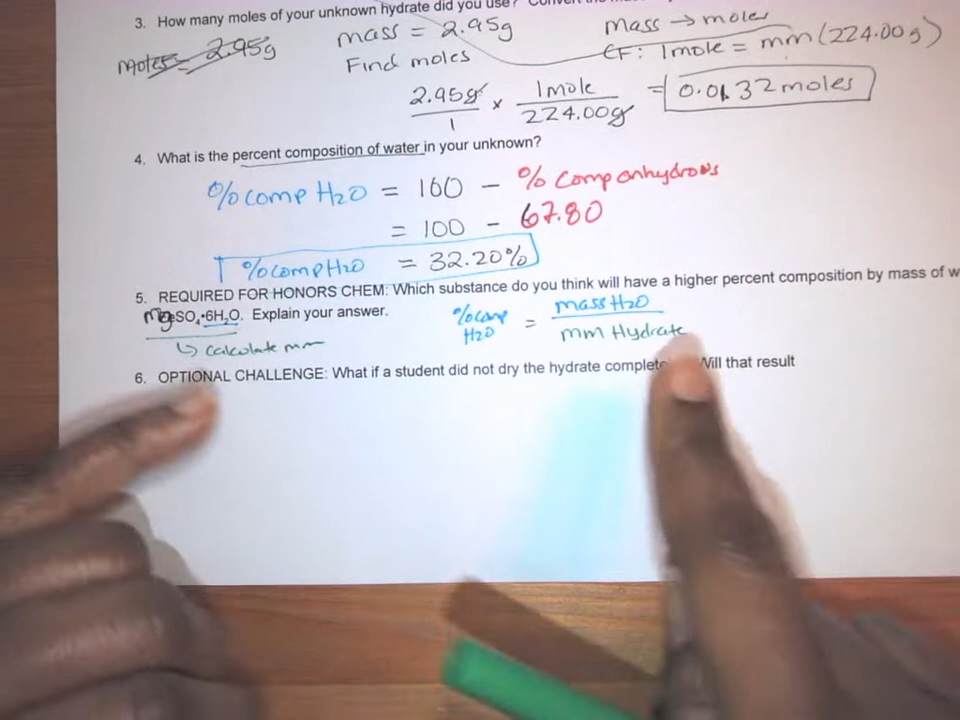 3. How many moles of your unknown hydrate did you use?
moles = 2.95g mass = 2.95g Mass → moles
Find moles CF: 1mole = mm (224.00g)
2.95g/1 x 1mole/224.00g = 0.0132 moles
4. What is the percent composition of water in your unknown?
%comp H2O = 100 - % comp anhydrous
= 100 - 67.80
%comp H2O = 32.20%
5. REQUIRED FOR HONORS CHEM: Which substance do you think will have a higher percent composition by mass of w
MgSO4•6H2O. Explain your answer. %comp H2O = mass H2O / mm Hydrate
↳ calculate mm
6. OPTIONAL CHALLENGE: What if a student did not dry the hydrate complete Will that result